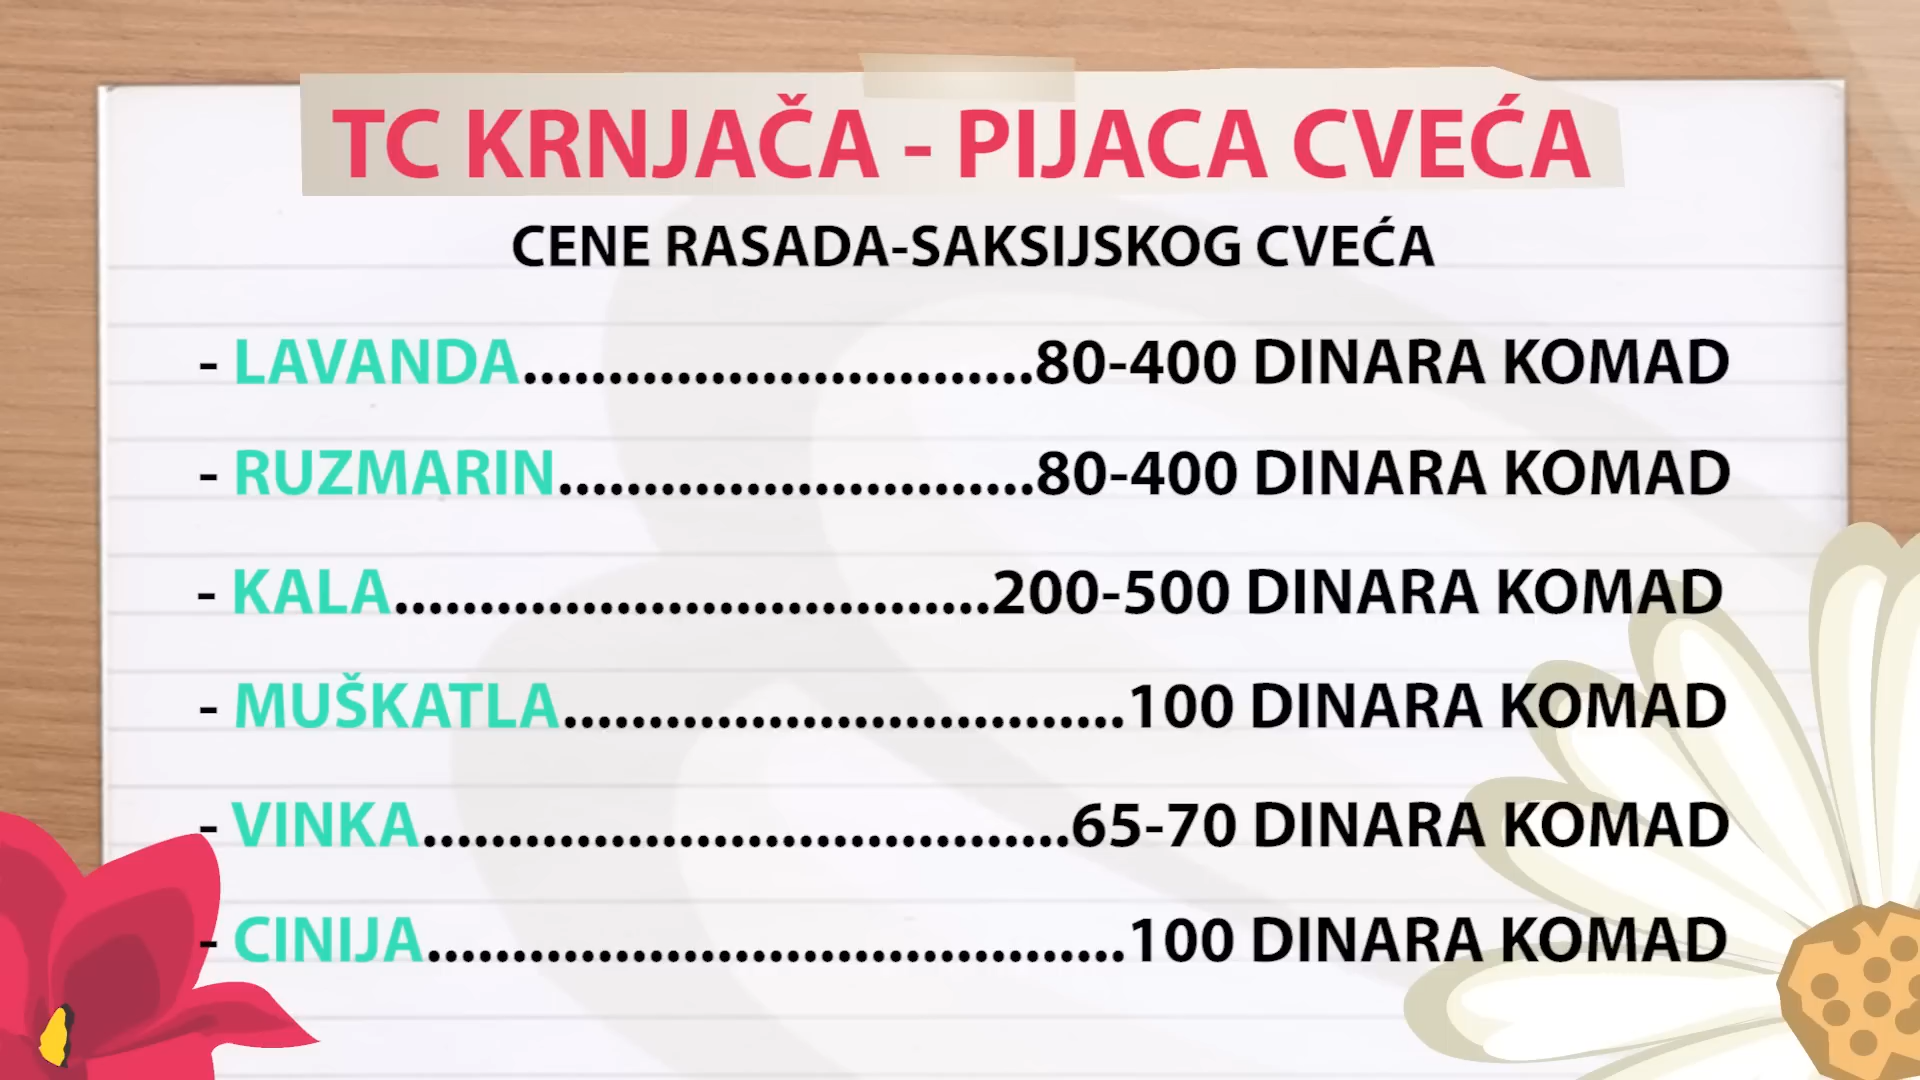 TC KRNJAČA - PIJACA CVEĆA
CENE RASADA-SAKSIJSKOG CVEĆA
- LAVANDA..............................80-400 DINARA KOMAD
- RUZMARIN............................80-400 DINARA KOMAD
- KALA...................................200-500 DINARA KOMAD
- MUŠKATLA.................................100 DINARA KOMAD
- VINKA......................................65-70 DINARA KOMAD
- CINIJA.........................................100 DINARA KOMAD